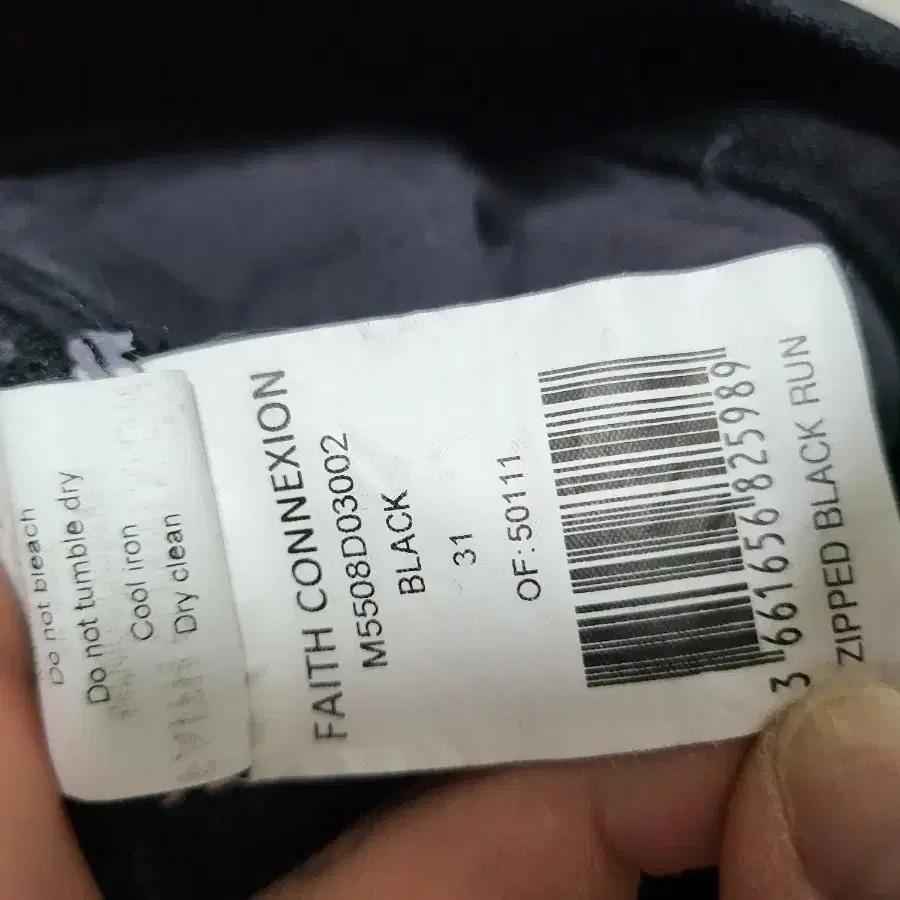 Do not bleach
Do not tumble dry
Cool iron
Dry clean
FAITH CONNEXION
M5508D03002
BLACK
31
OF:50111
3 661656 825989
ZIPPED BLACK RUN